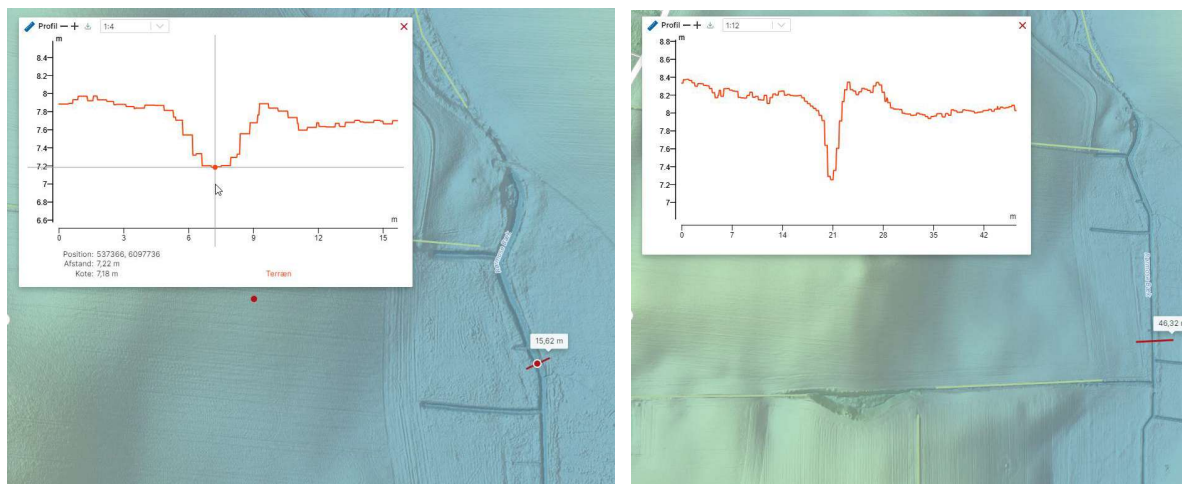 Profil 1:4
m
8.4
8.2
8
7.8
7.6
7.4
7.2
7
6.8
6.6
m
0 3 6 9 12 15
Position: 537366, 6097736
Afstand: 7,22 m
Kote: 7,18 m
Terræn
15,62 m
Profil 1:12
m
8.8
8.6
8.4
8.2
8
7.8
7.6
7.4
7.2
7
m
0 7 14 21 28 35 42
46,32 m